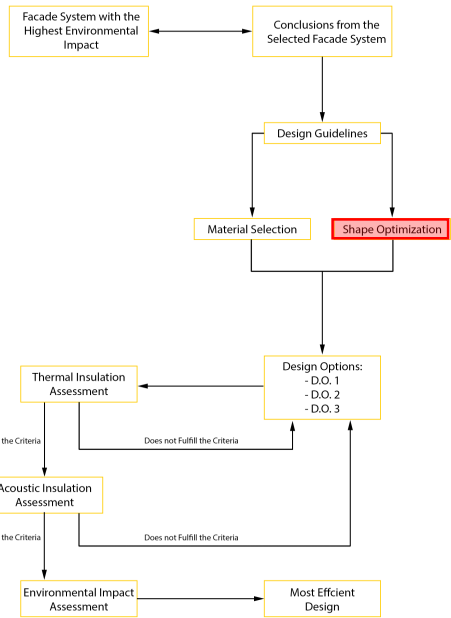 Facade System with the
Highest Environmental
Impact
Conclusions from the
Selected Facade System
Design Guidelines
Material Selection
Shape Optimization
Design Options:
- D.O. 1
- D.O. 2
- D.O. 3
Thermal Insulation
Assessment
the Criteria
Does not Fulfill the Criteria
Acoustic Insulation
Assessment
the Criteria
Does not Fulfill the Criteria
Environmental Impact
Assessment
Most Effcient
Design